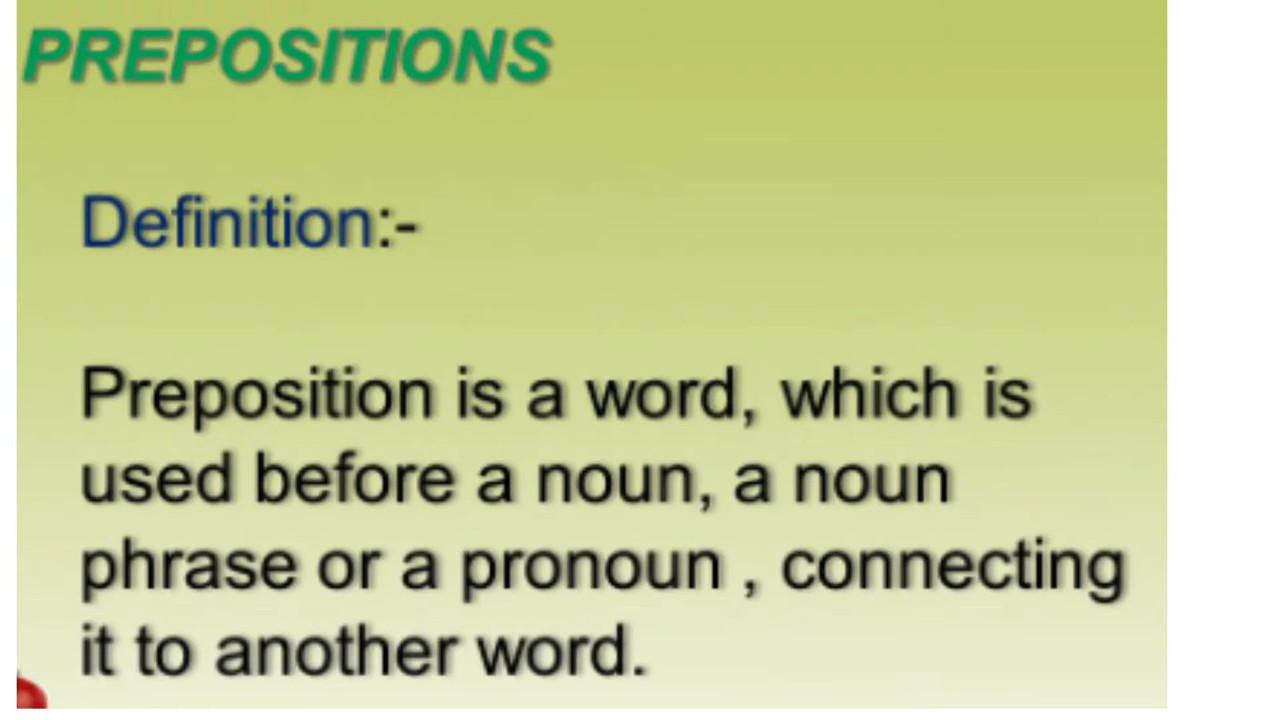 PREPOSITIONS
Definition:-
Preposition is a word, which is
used before a noun, a noun
phrase or a pronoun , connecting
it to another word.